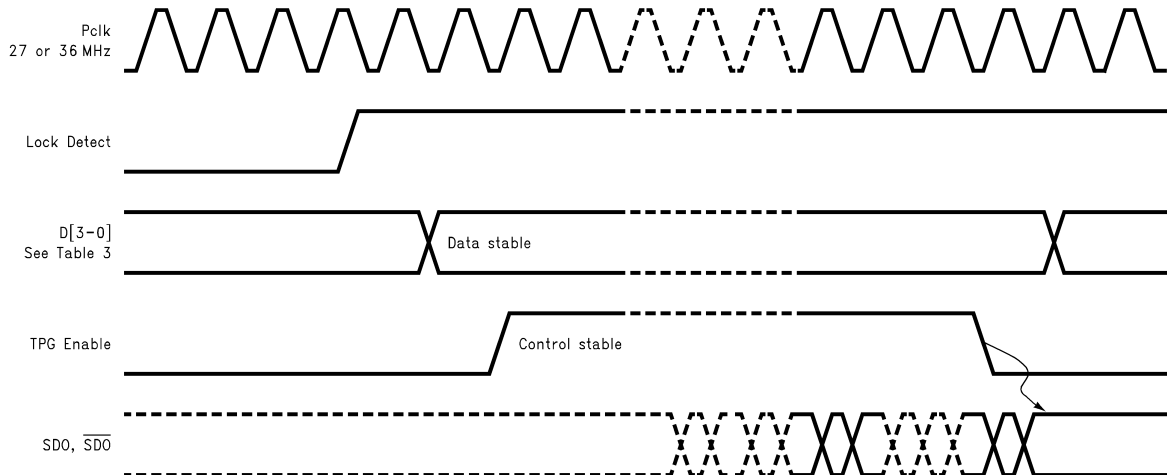 Pclk
27 or 36 MHz
Lock Detect
D[3-0]
See Table 3
Data stable
TPG Enable
Control stable
SDO, S̅D̅O̅